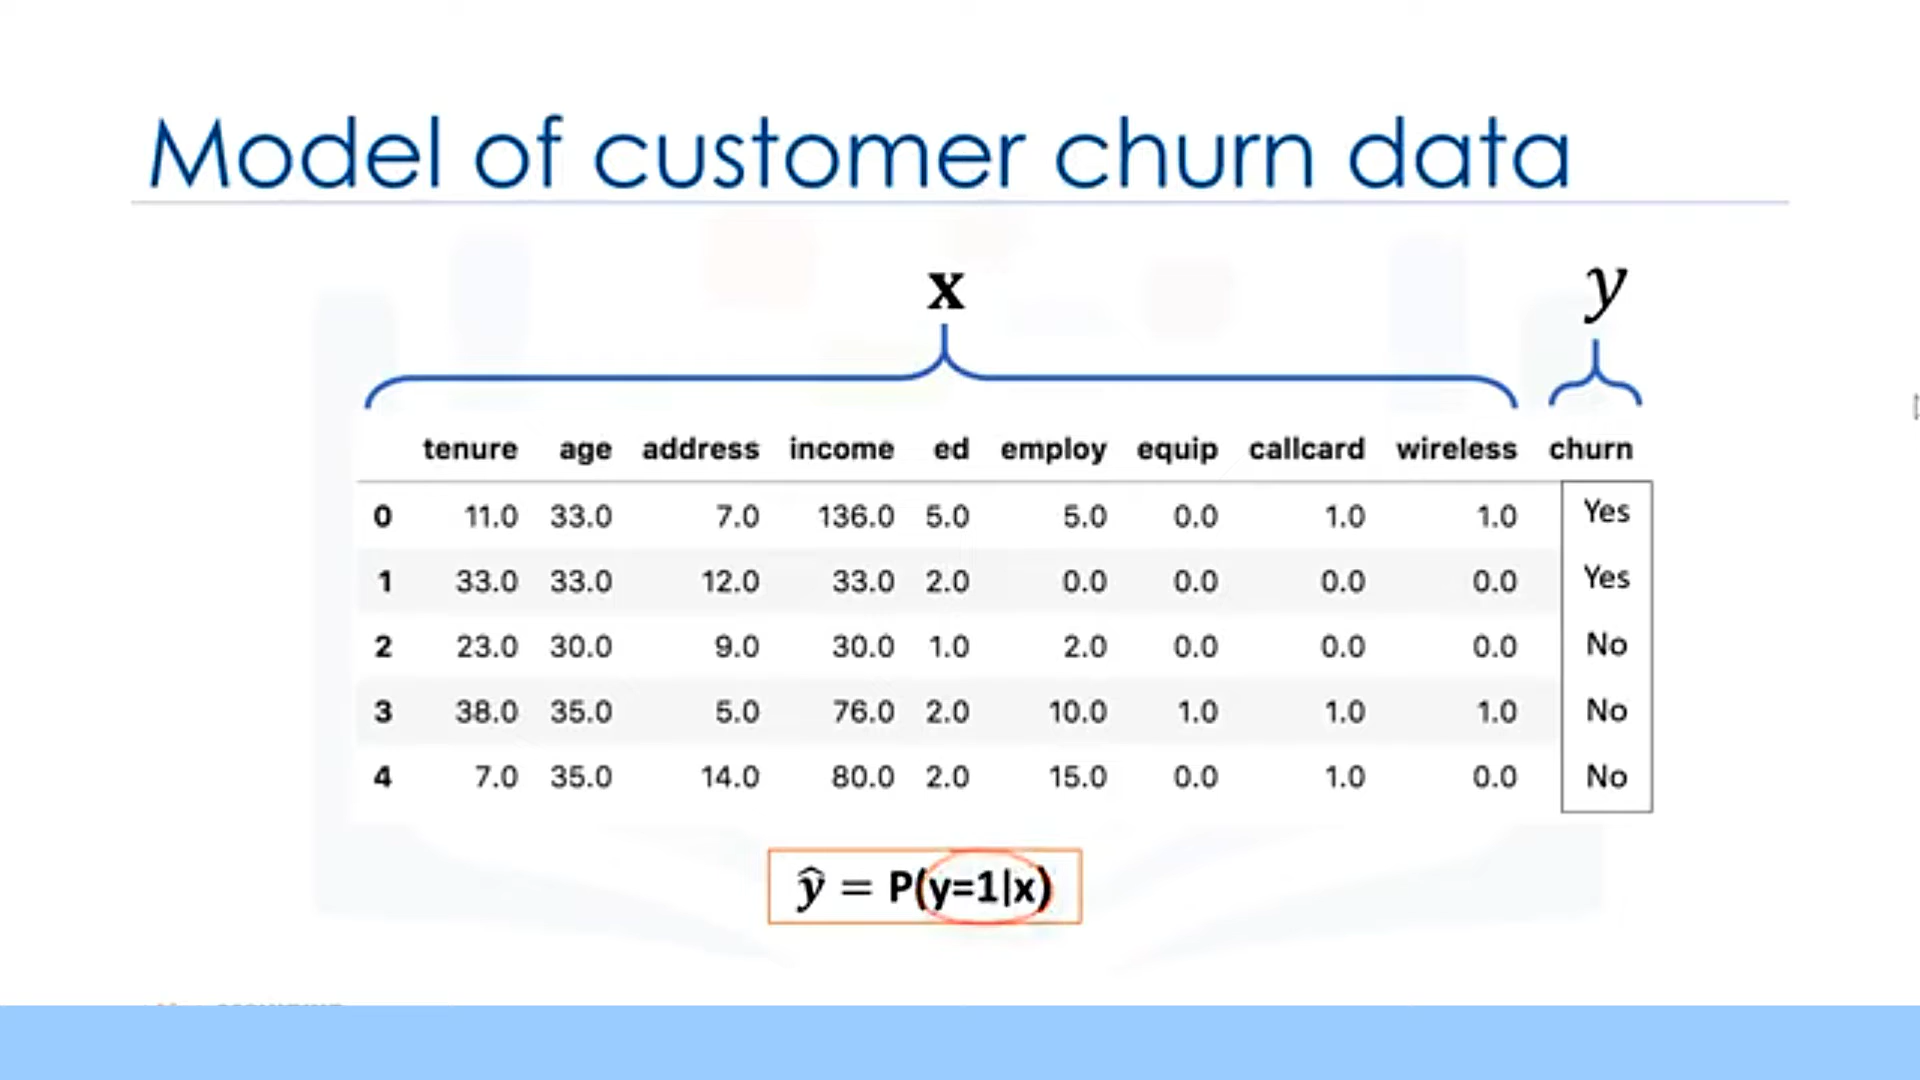 Model of customer churn data
x y
tenure age address income ed employ equip callcard wireless churn
0 11.0 33.0 7.0 136.0 5.0 5.0 0.0 1.0 1.0 Yes
1 33.0 33.0 12.0 33.0 2.0 0.0 0.0 0.0 0.0 Yes
2 23.0 30.0 9.0 30.0 1.0 2.0 0.0 0.0 0.0 No
3 38.0 35.0 5.0 76.0 2.0 10.0 1.0 1.0 1.0 No
4 7.0 35.0 14.0 80.0 2.0 15.0 0.0 1.0 0.0 No
ŷ = P(y=1|x)